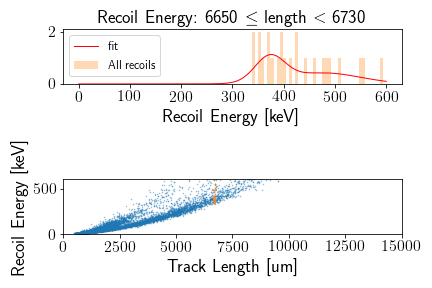 Recoil Energy: 6650 ≤ length < 6730
2
0
fit
All recoils
0 100 200 300 400 500 600
Recoil Energy [keV]
Recoil Energy [keV]
500
0
0 2500 5000 7500 10000 12500 15000
Track Length [um]